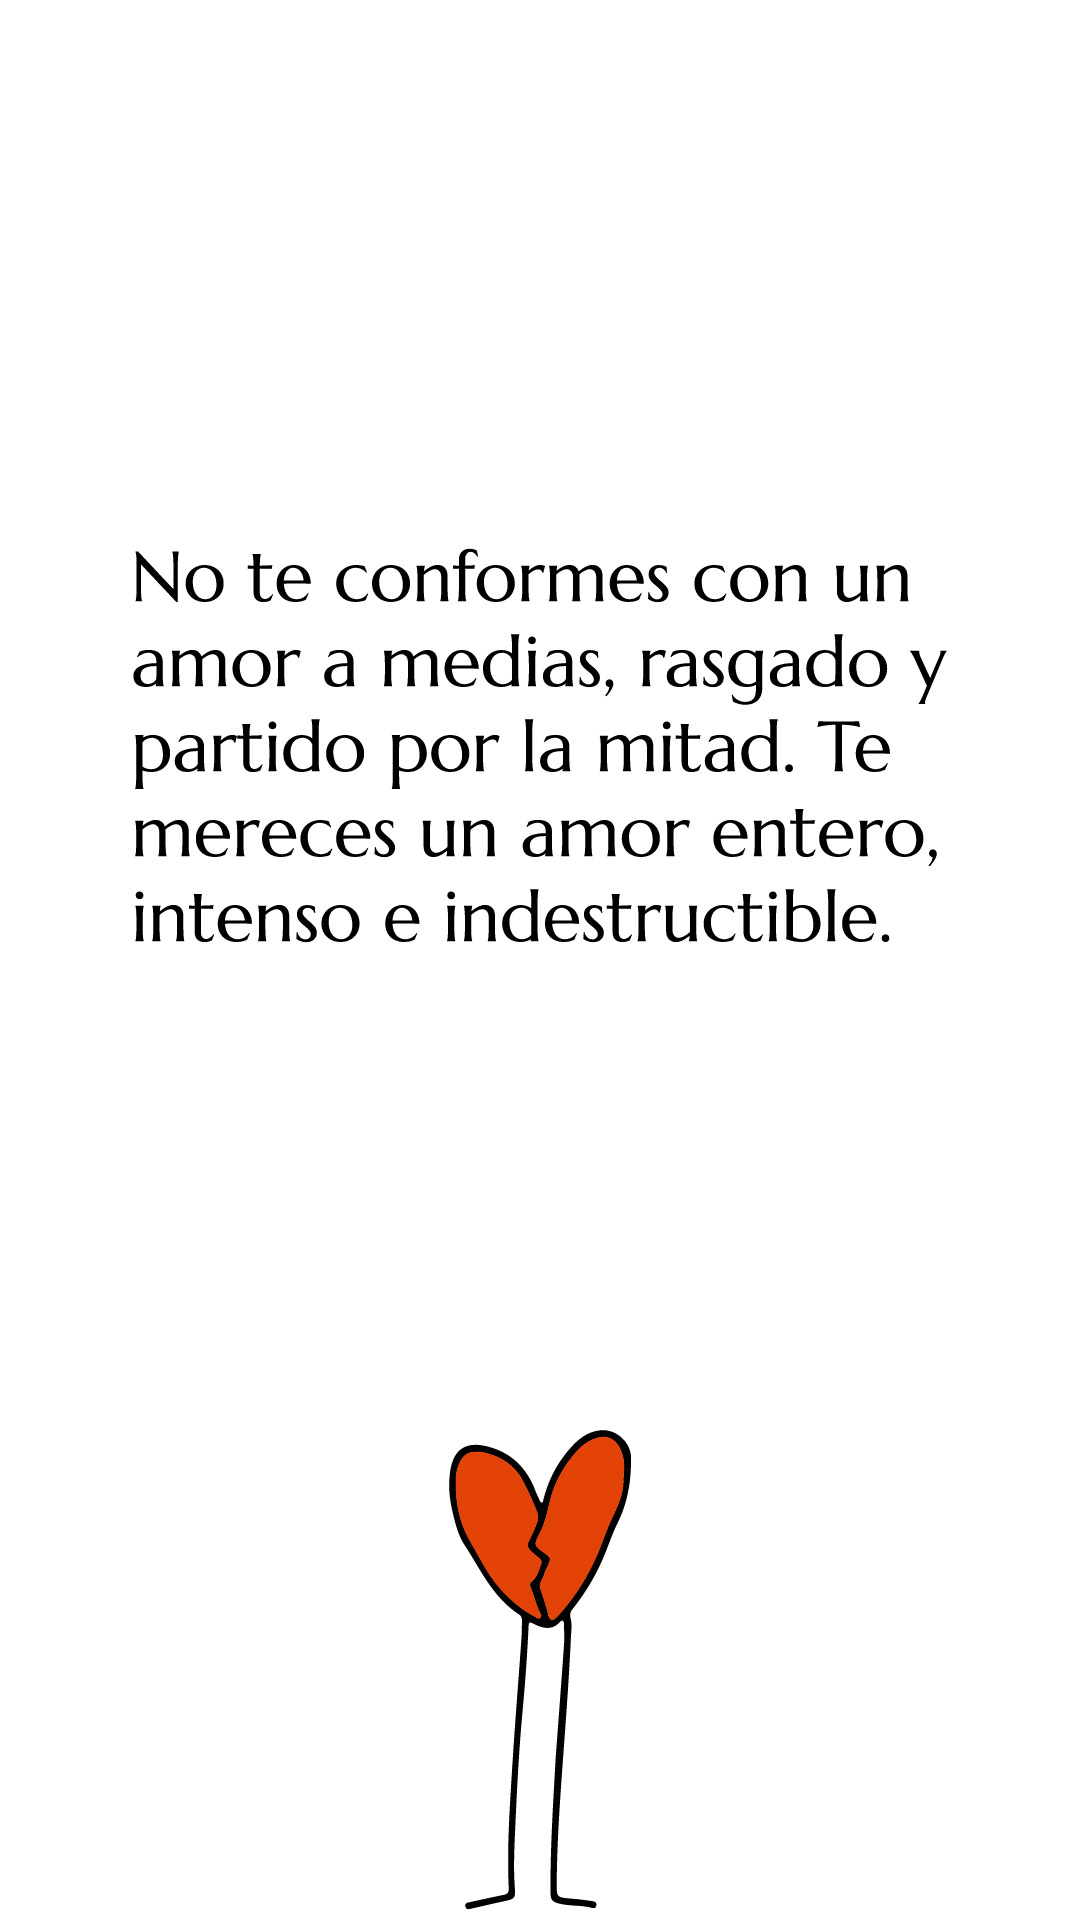 No te conformes con un
amor a medias, rasgado y
partido por la mitad. Te
mereces un amor entero,
intenso e indestructible.